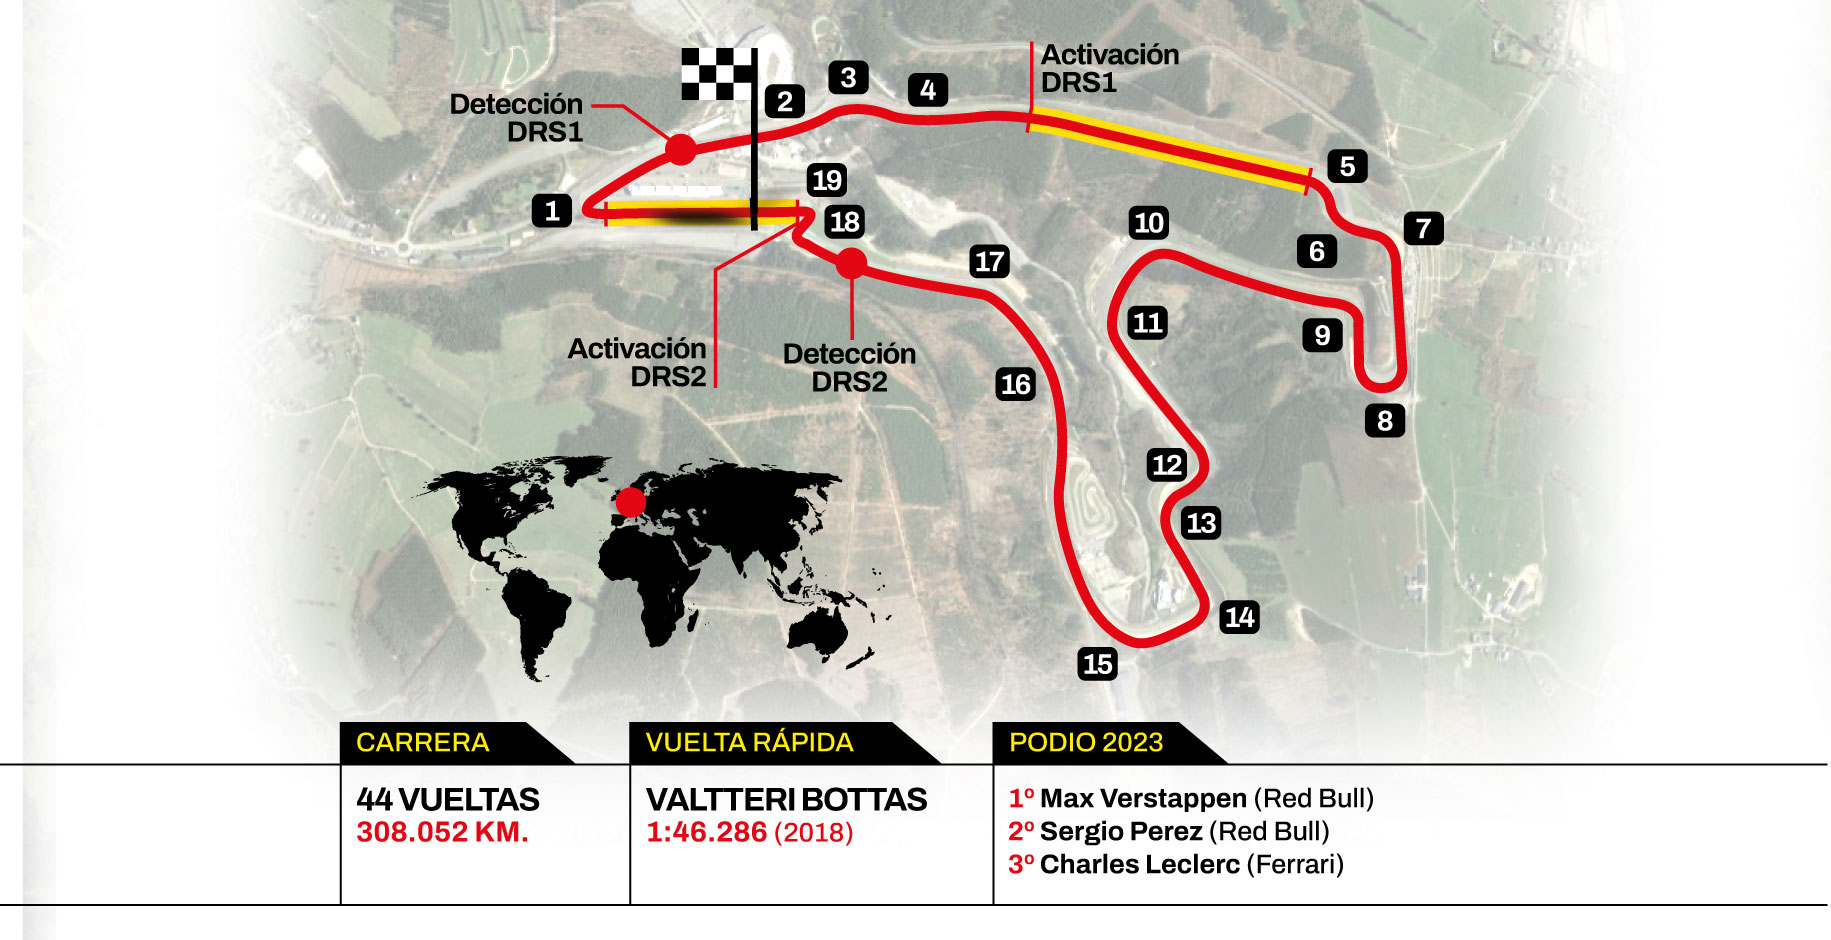 Activación
DRS1
Detección
DRS1
2
3
4
5
1
19
18
17
10
6
7
11
9
8
16
Activación
DRS2
Detección
DRS2
12
13
14
15
CARRERA
44 VUELTAS
308.052 KM.
VUELTA RÁPIDA
VALTTERI BOTTAS
1:46.286 (2018)
PODIO 2023
1º Max Verstappen (Red Bull)
2º Sergio Perez (Red Bull)
3º Charles Leclerc (Ferrari)